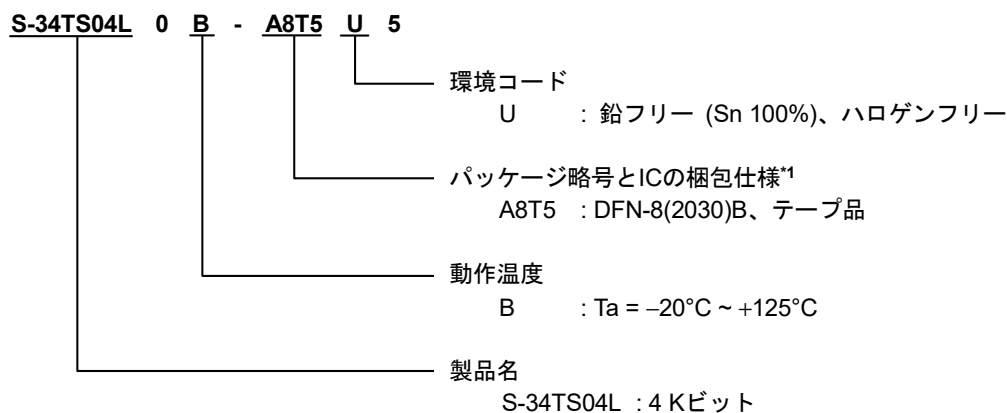 S-34TS04L 0 B - A8T5 U 5
環境コード
U : 鉛フリー (Sn 100%)、ハロゲンフリー
パッケージ略号とICの梱包仕様*1
A8T5 : DFN-8(2030)B、テープ品
動作温度
B : Ta = −20°C ~ +125°C
製品名
S-34TS04L : 4 Kビット